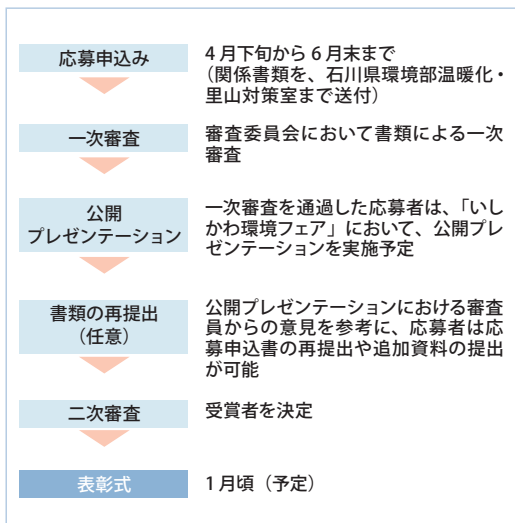 応募申込み
4月下旬から6月末まで
（関係書類を、石川県環境部温暖化・
里山対策室まで送付）
一次審査
審査委員会において書類による一次
審査
公開
プレゼンテーション
一次審査を通過した応募者は、「いし
かわ環境フェア」において、公開プレ
ゼンテーションを実施予定
書類の再提出
（任意）
公開プレゼンテーションにおける審査
員からの意見を参考に、応募者は応
募申込書の再提出や追加資料の提出
が可能
二次審査
受賞者を決定
表彰式
1月頃（予定）